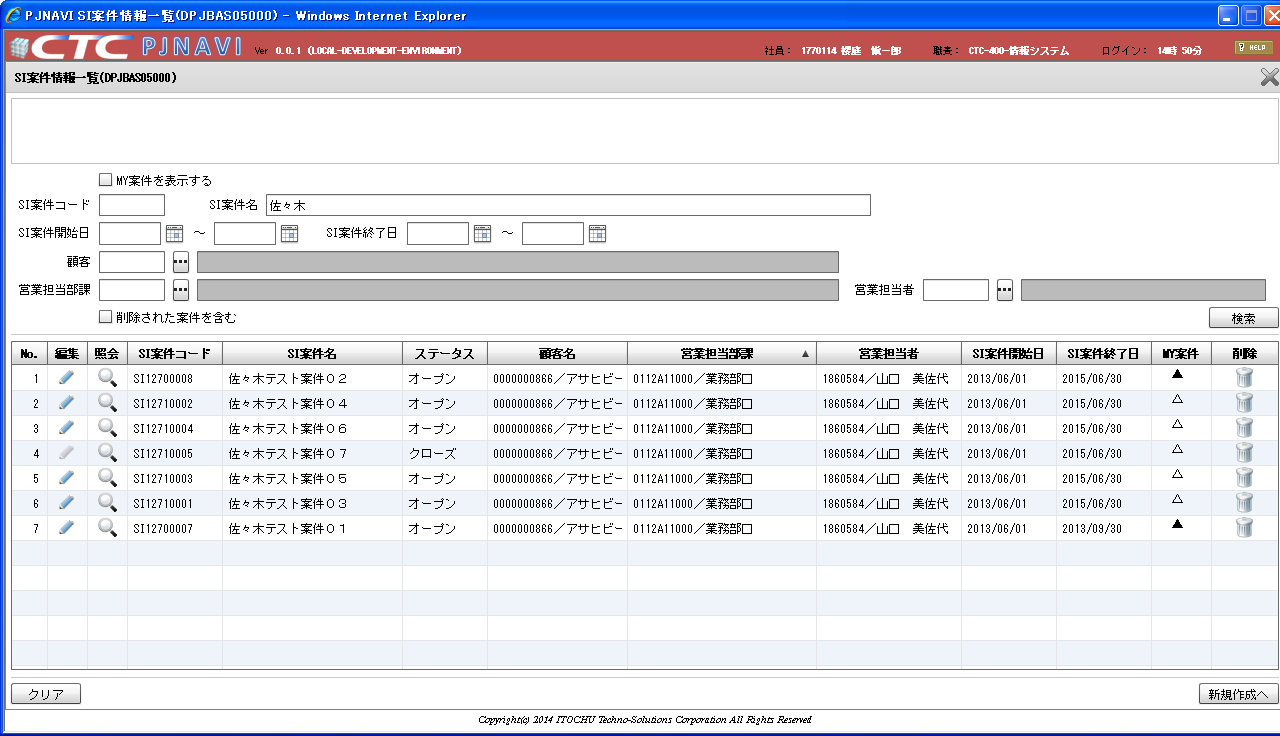 PJNAVI SI案件情報一覧(DPJBAS05000) - Windows Internet Explorer
CTC PJNAVI Ver 0.0.1 (LOCAL-DEVELOPMENT-ENVIRONMENT) 社員： 1770114 櫻庭 愼一郎 職責： CTC-400-情報システム ログイン： 14時 50分 ? HELP
SI案件情報一覧(DPJBAS05000)
MY案件を表示する
SI案件コード SI案件名 佐々木
SI案件開始日 ～ SI案件終了日 ～
顧客 ...
営業担当部課 ... 営業担当者 ...
削除された案件を含む 検索
No. 編集 照会 SI案件コード SI案件名 ステータス 顧客名 営業担当部課 ▲ 営業担当者 SI案件開始日 SI案件終了日 MY案件 削除
1 SI12700008 佐々木テスト案件０２ オープン 0000000866／アサヒビー 0112A11000／業務部口 1860584／山口 美佐代 2013/06/01 2015/06/30 ▲
2 SI12710002 佐々木テスト案件０４ オープン 0000000866／アサヒビー 0112A11000／業務部口 1860584／山口 美佐代 2013/06/01 2015/06/30 △
3 SI12710004 佐々木テスト案件０６ オープン 0000000866／アサヒビー 0112A11000／業務部口 1860584／山口 美佐代 2013/06/01 2015/06/30 △
4 SI12710005 佐々木テスト案件０７ クローズ 0000000866／アサヒビー 0112A11000／業務部口 1860584／山口 美佐代 2013/06/01 2015/06/30 △
5 SI12710003 佐々木テスト案件０５ オープン 0000000866／アサヒビー 0112A11000／業務部口 1860584／山口 美佐代 2013/06/01 2015/06/30 △
6 SI12710001 佐々木テスト案件０３ オープン 0000000866／アサヒビー 0112A11000／業務部口 1860584／山口 美佐代 2013/06/01 2015/06/30 △
7 SI12700007 佐々木テスト案件０１ オープン 0000000866／アサヒビー 0112A11000／業務部口 1860584／山口 美佐代 2013/06/01 2013/09/30 ▲
クリア 新規作成へ
Copyright(c) 2014 ITOCHU Techno-Solutions Corporation All Rights Reserved